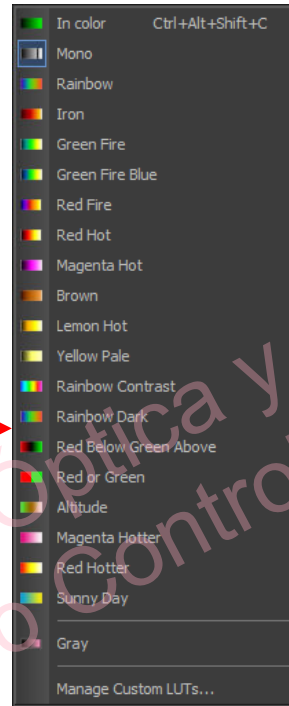 In color Ctrl+Alt+Shift+C
Mono
Rainbow
Iron
Green Fire
Green Fire Blue
Red Fire
Red Hot
Magenta Hot
Brown
Lemon Hot
Yellow Pale
Rainbow Contrast
Rainbow Dark
Red Below Green Above
Red or Green
Altitude
Magenta Hotter
Red Hotter
Sunny Day
Gray
Manage Custom LUTs...
Optica y
Contro